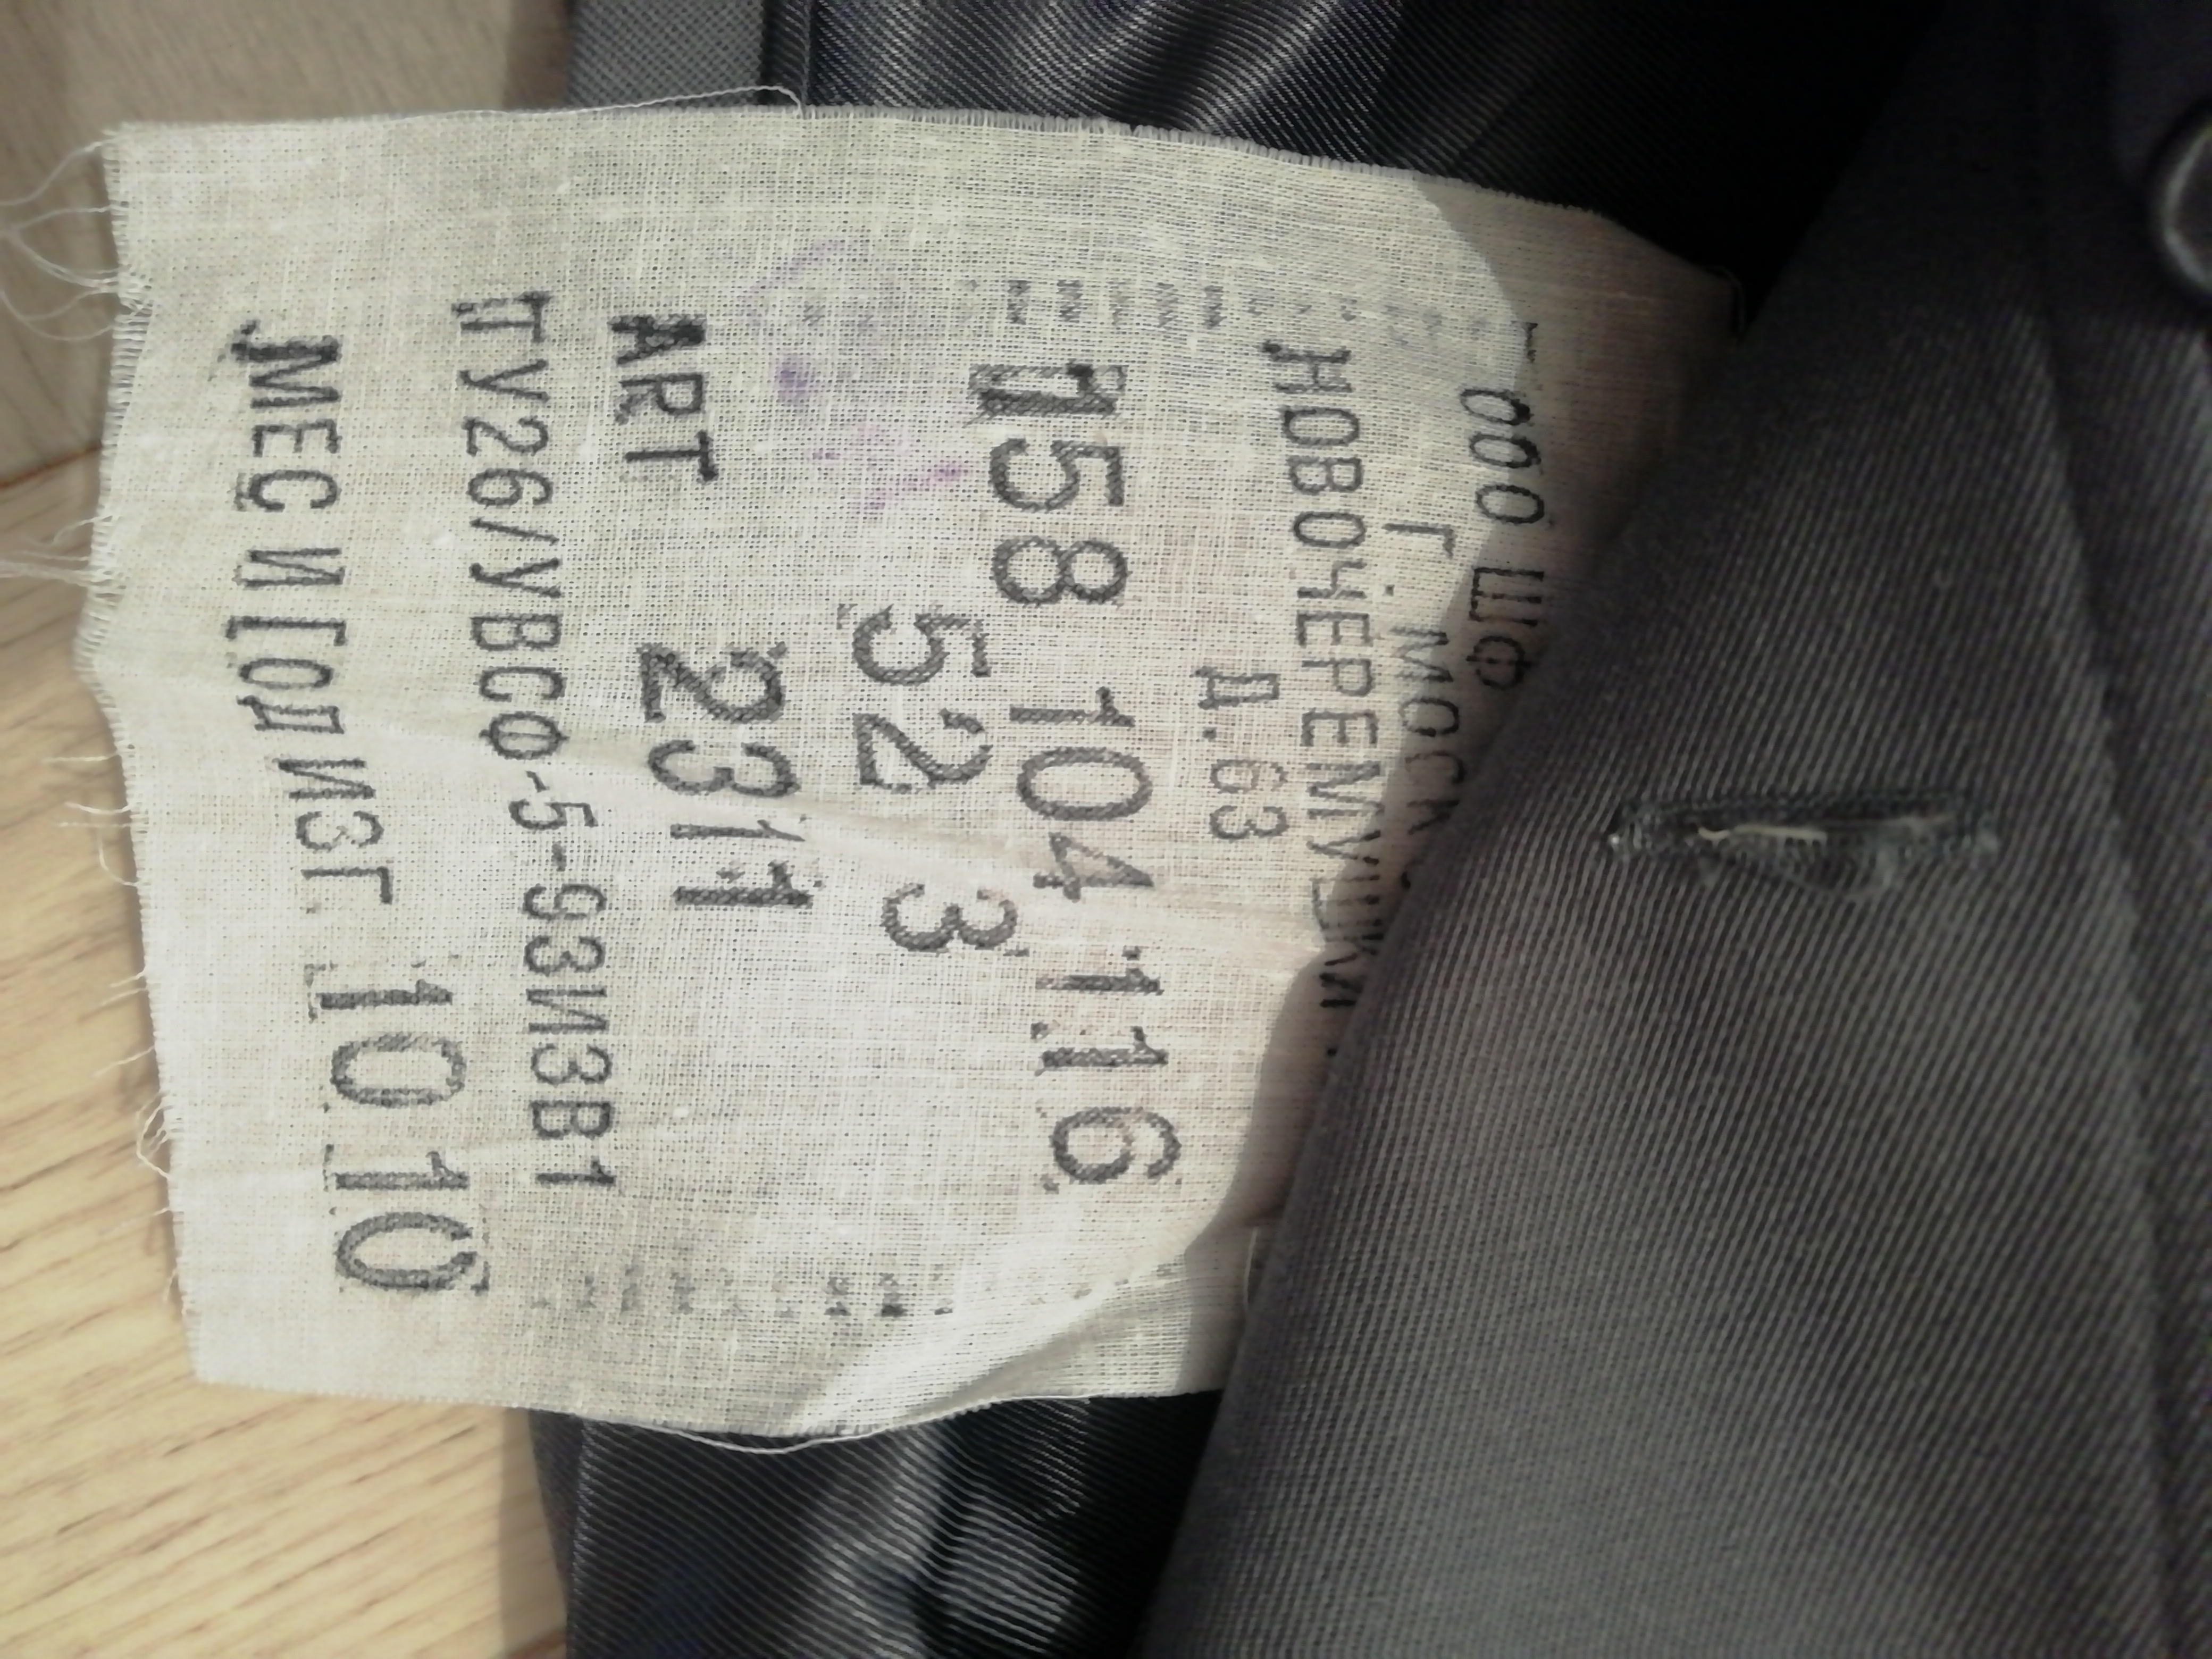 ООО ШФ
Г МОСК
НОВОЧЕРЕМУШКИ
Д.63
158 104 116
52 3
АRТ 2311
ТУ26/УВСФ-5-93ИЗВ1
МЕС И ГОД ИЗГ. 10 10